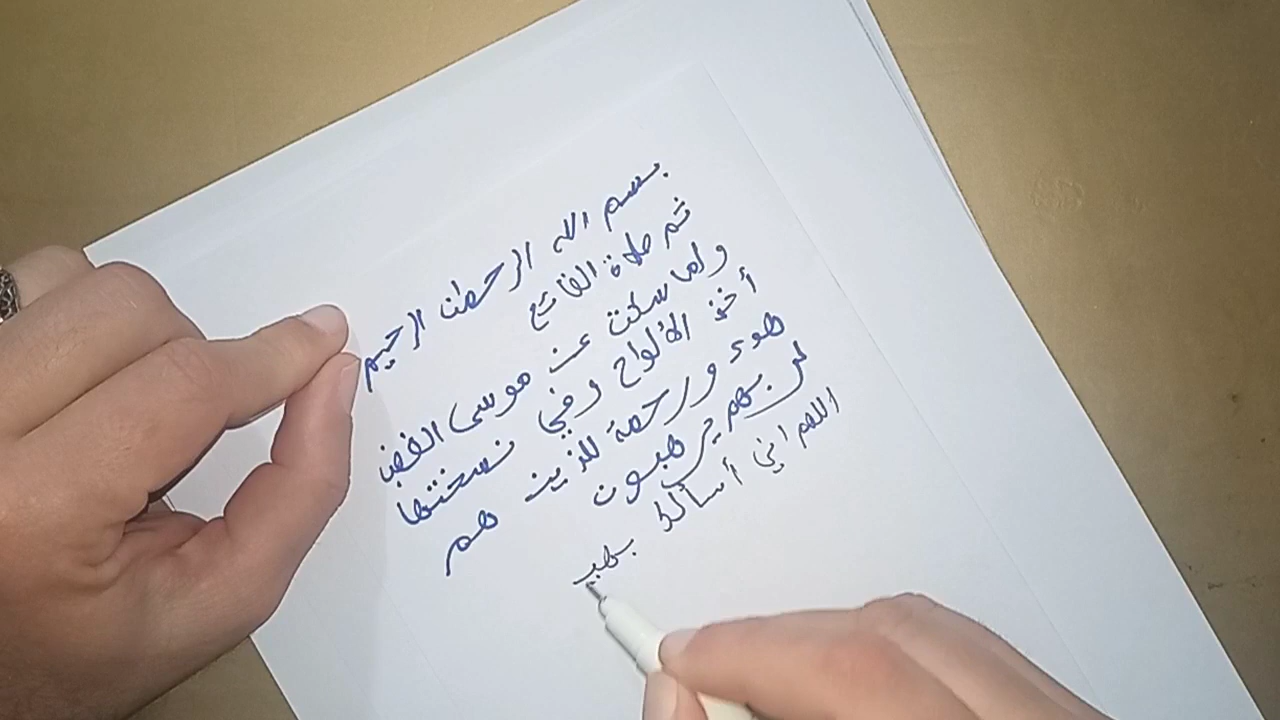 بسم الله الرحمن الرحيم
ثم صلاة الفاتح
ولما سكت عن موسى الغضب
أخذ الألواح وفي نسختها
هدى ورحمة للذين هم
لربهم يرهبون
اللهم اني أسألك